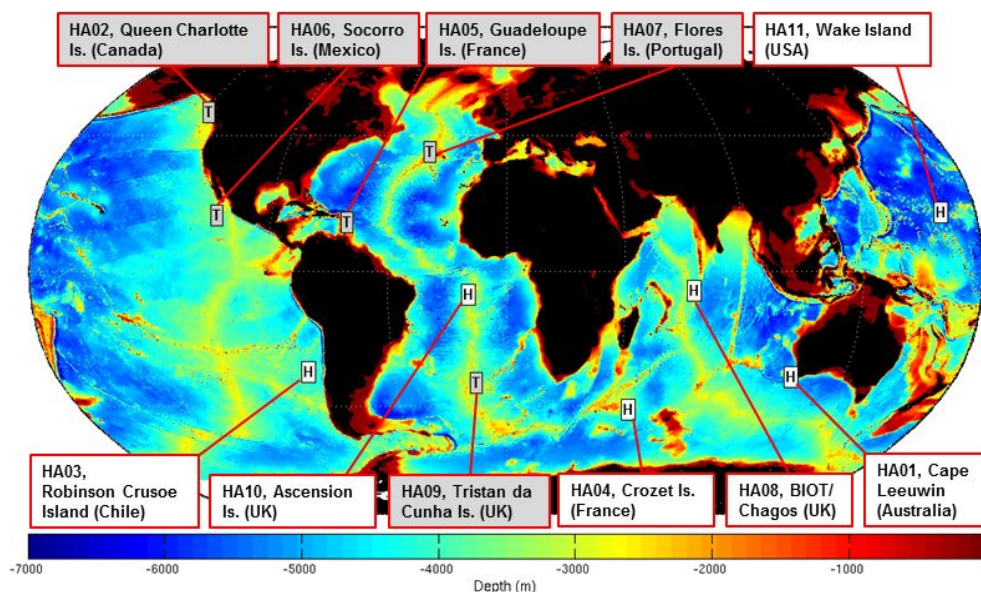 HA02, Queen Charlotte
Is. (Canada)
HA06, Socorro
Is. (Mexico)
HA05, Guadeloupe
Is. (France)
HA07, Flores
Is. (Portugal)
HA11, Wake Island
(USA)
T
T
T
T
H
H
H
H
T
H
H
HA03,
Robinson Crusoe
Island (Chile)
HA10, Ascension
Is. (UK)
HA09, Tristan da
Cunha Is. (UK)
HA04, Crozet Is.
(France)
HA08, BIOT/
Chagos (UK)
HA01, Cape
Leeuwin
(Australia)
-7000 -6000 -5000 -4000 -3000 -2000 -1000
Depth (m)